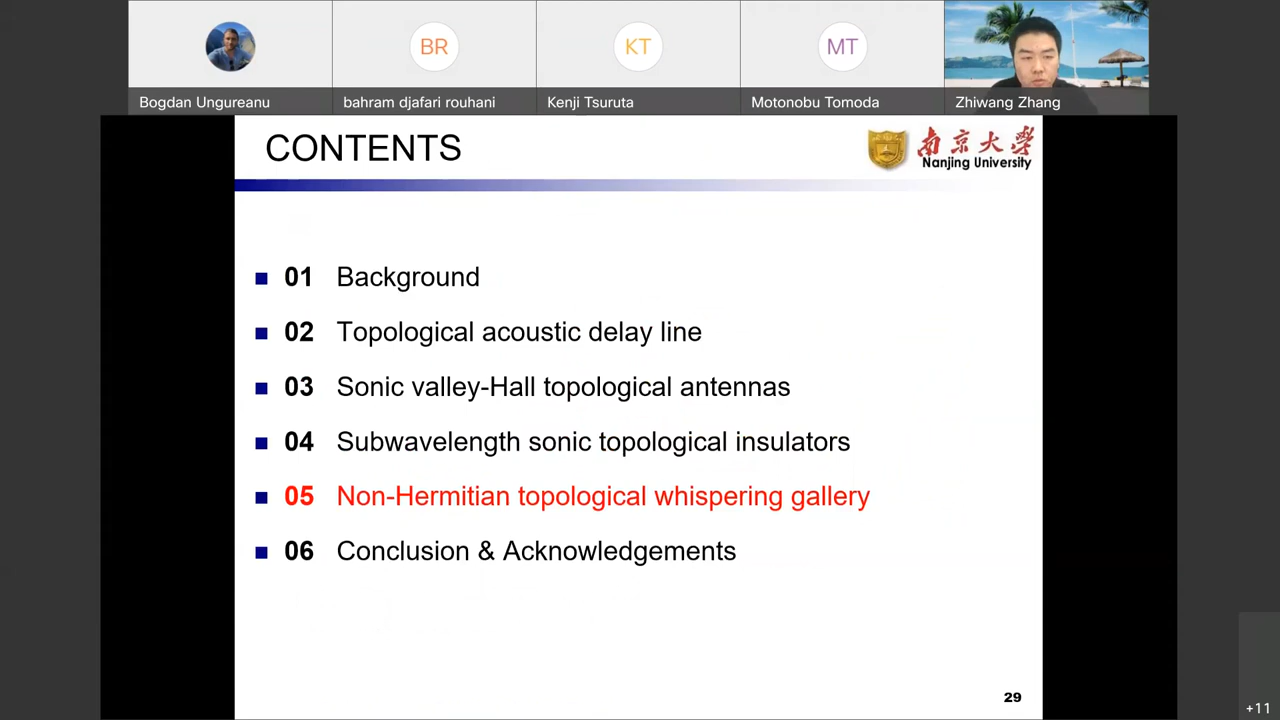 BR
KT
MT
Bogdan Ungureanu
bahram djafari rouhani
Kenji Tsuruta
Motonobu Tomoda
Zhiwang Zhang
CONTENTS
南京大学
Nanjing University
01 Background
02 Topological acoustic delay line
03 Sonic valley-Hall topological antennas
04 Subwavelength sonic topological insulators
05 Non-Hermitian topological whispering gallery
06 Conclusion & Acknowledgements
29
+11